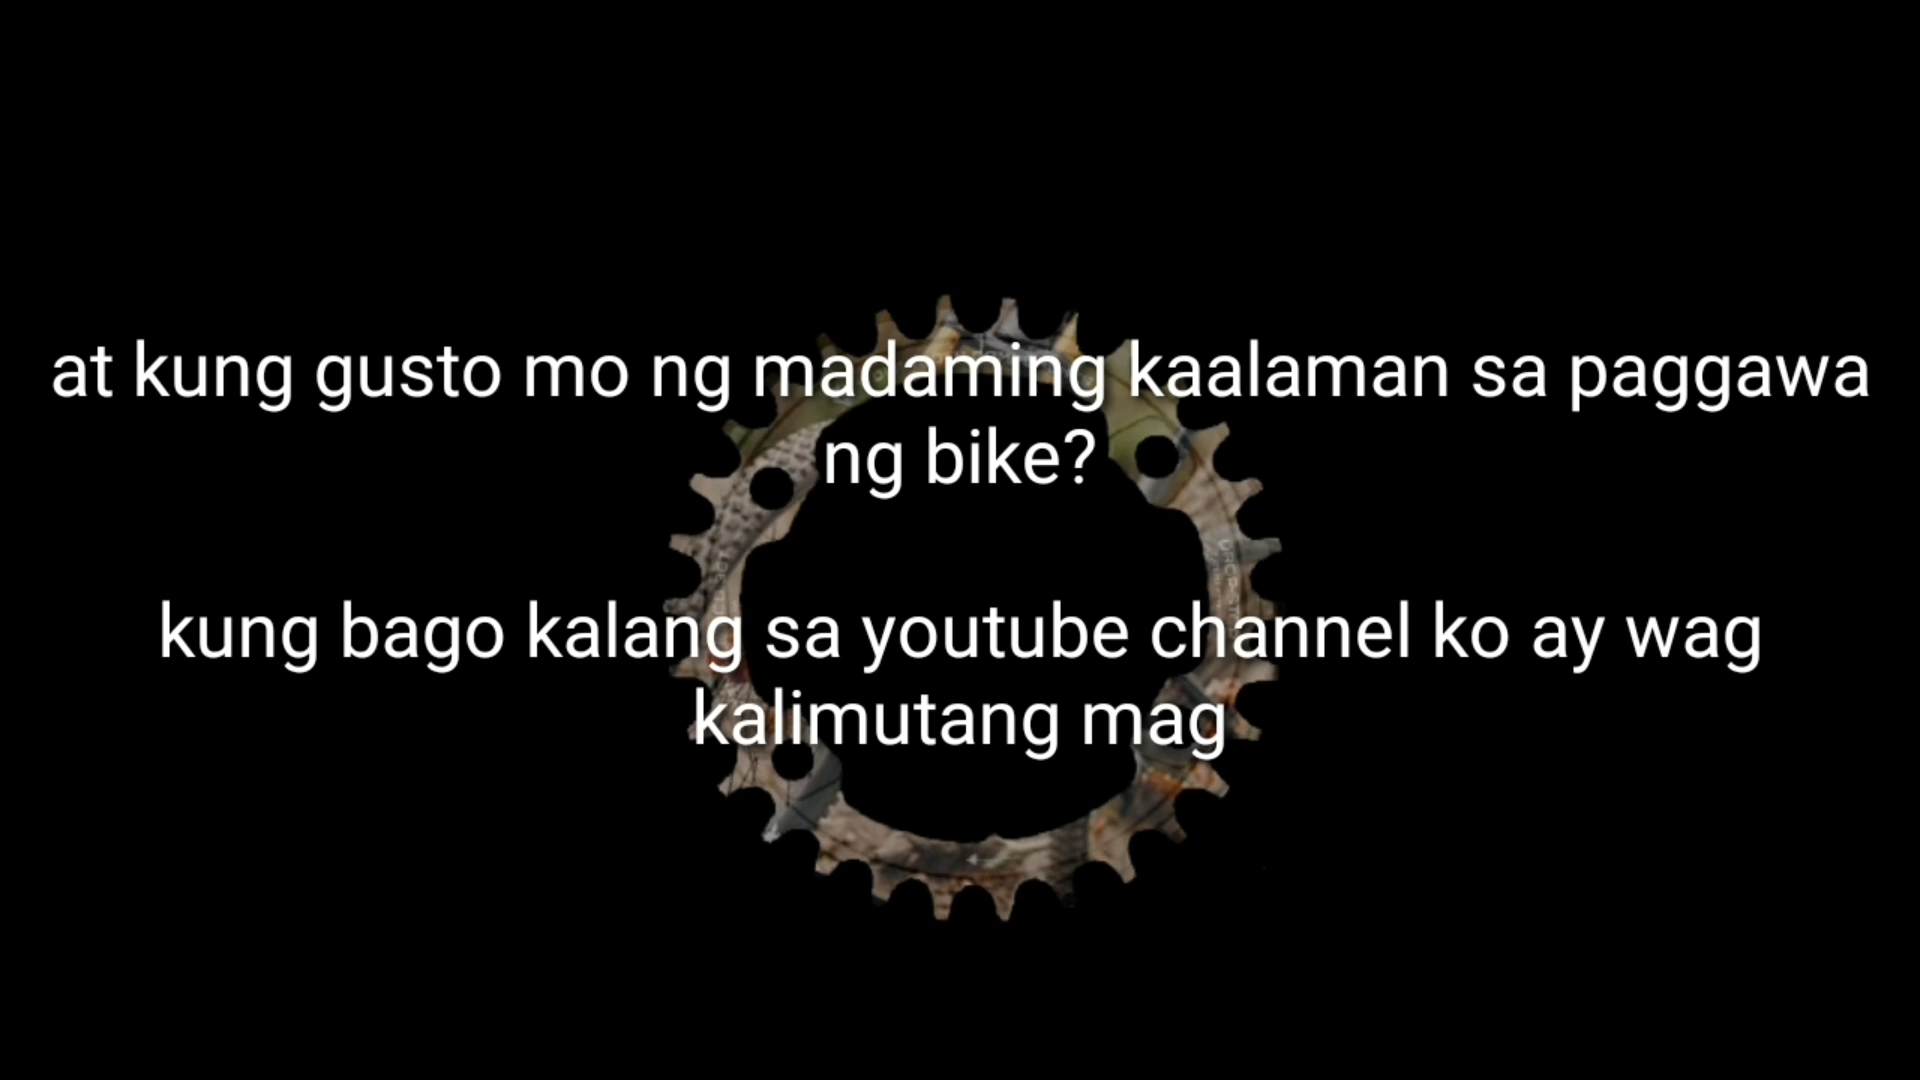 at kung gusto mo ng madaming kaalaman sa paggawa
ng bike?
kung bago kalang sa youtube channel ko ay wag
kalimutang mag